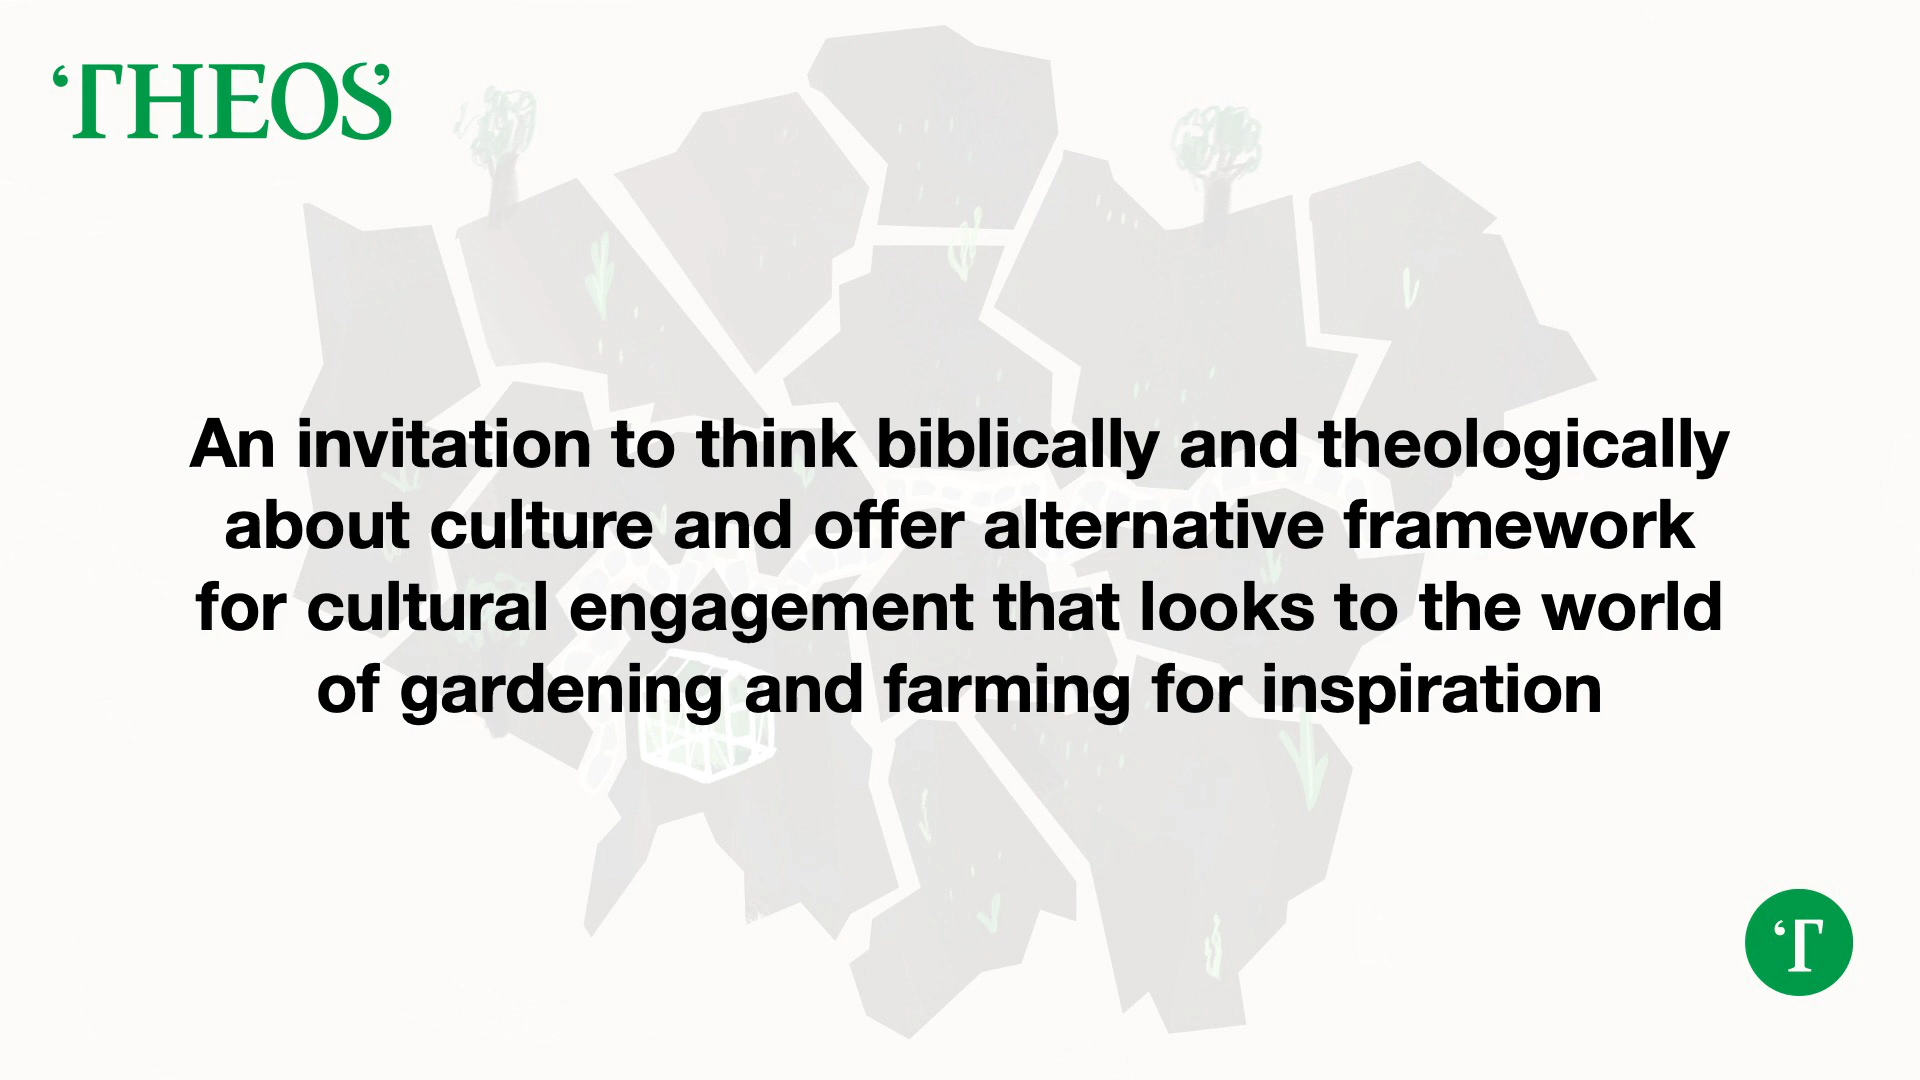 ‘THEOS’
An invitation to think biblically and theologically
about culture and offer alternative framework
for cultural engagement that looks to the world
of gardening and farming for inspiration
‘T